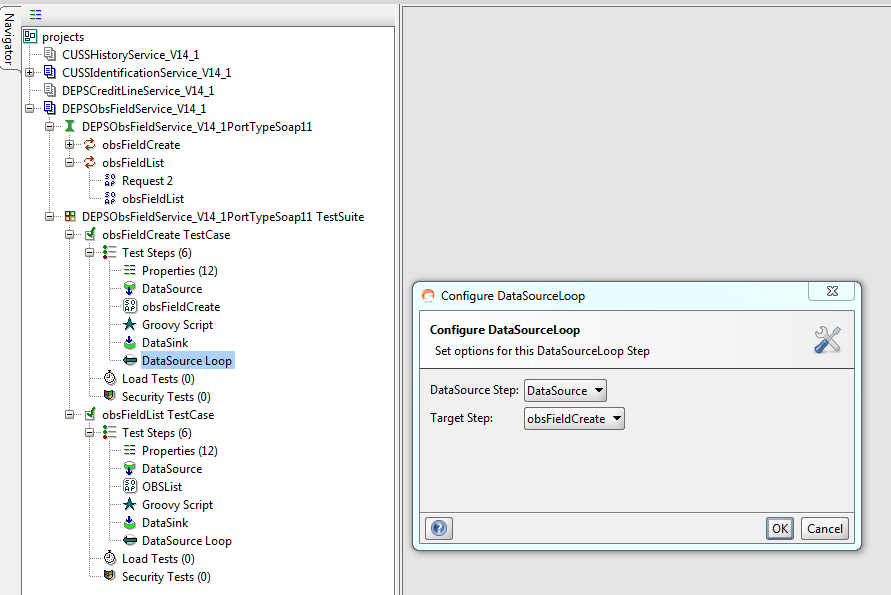 Navigator
projects
CUSSHistoryService_V14_1
CUSSIdentificationService_V14_1
DEPSCreditLineService_V14_1
DEPSObsFieldService_V14_1
DEPSObsFieldService_V14_1PortTypeSoap11
obsFieldCreate
obsFieldList
Request 2
obsFieldList
DEPSObsFieldService_V14_1PortTypeSoap11 TestSuite
obsFieldCreate TestCase
Test Steps (6)
Properties (12)
DataSource
obsFieldCreate
Groovy Script
DataSink
DataSource Loop
Load Tests (0)
Security Tests (0)
obsFieldList TestCase
Test Steps (6)
Properties (12)
DataSource
OBSList
Groovy Script
DataSink
DataSource Loop
Load Tests (0)
Security Tests (0)
Configure DataSourceLoop
Configure DataSourceLoop
Set options for this DataSourceLoop Step
DataSource Step: DataSource
Target Step: obsFieldCreate
OK Cancel